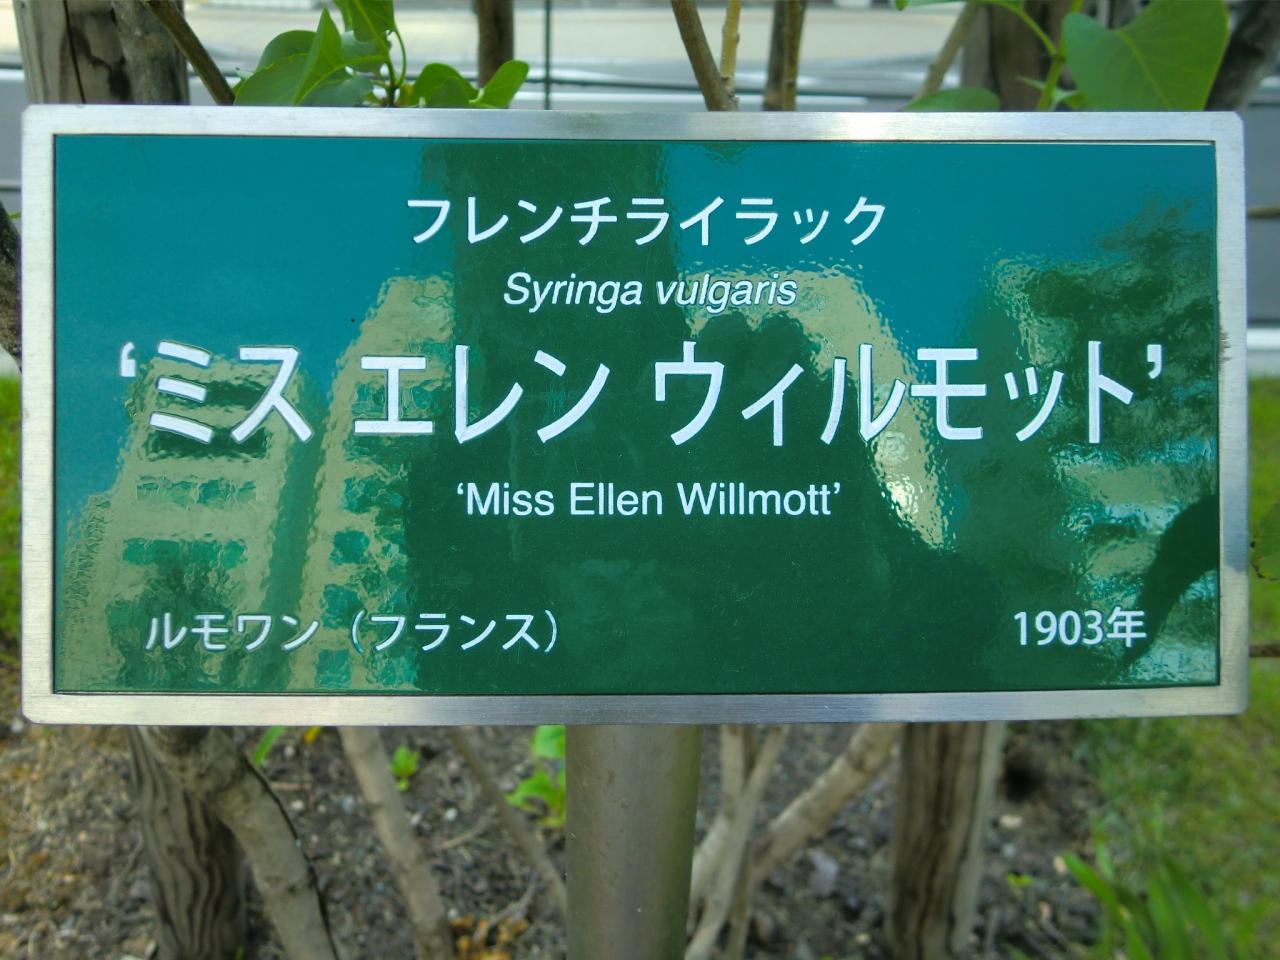 フレンチライラック
Syringa vulgaris
‘ミス エレン ウィルモット’
‘Miss Ellen Willmott’
ルモワン（フランス） 1903年